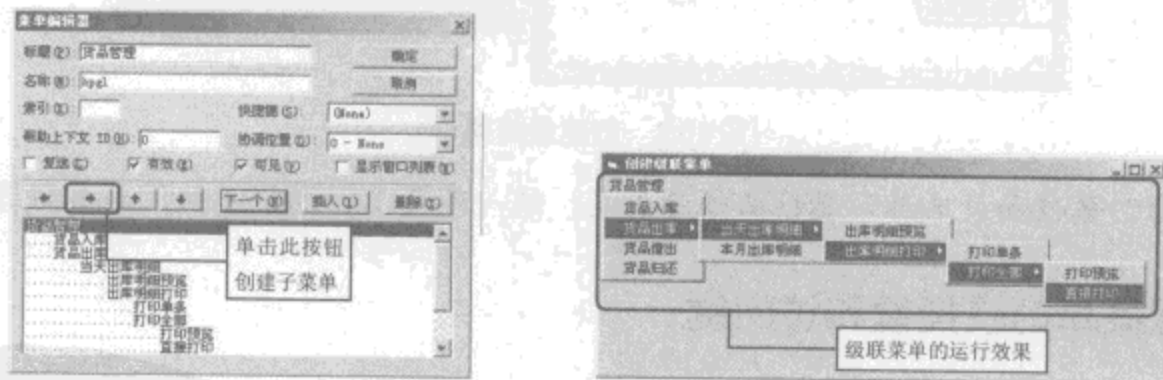 菜单编辑器
标题(P): 货品管理
确定
名称(M): hpgl
取消
索引(X):
快捷键(S): (None)
帮助上下文 ID(H): 0
协调位置(O): 0 - None
复选(C) 有效(E) 可见(V) 显示窗口列表(W)
下一个(N) 插入(I) 删除(T)
货品管理
货品入库
货品出库
当天出库明细
出库明细预览
出库明细打印
打印单条
打印全部
打印预览
直接打印
单击此按钮
创建子菜单
创建级联菜单
货品管理
货品入库
货品出库 当天出库明细 出库明细预览
货品借出 本月出库明细 出库明细打印 打印单条
货品归还 打印全部 打印预览
直接打印
级联菜单的运行效果